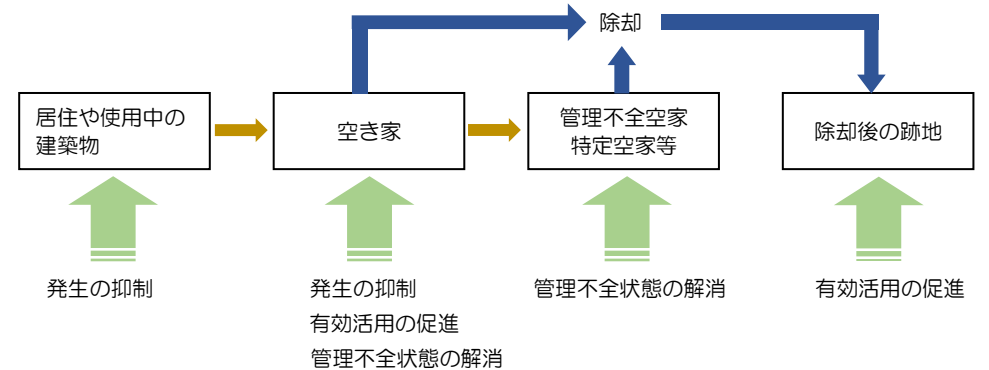 除却
居住や使用中の
建築物
空き家
管理不全空家
特定空家等
除却後の跡地
発生の抑制
発生の抑制
有効活用の促進
管理不全状態の解消
管理不全状態の解消
有効活用の促進